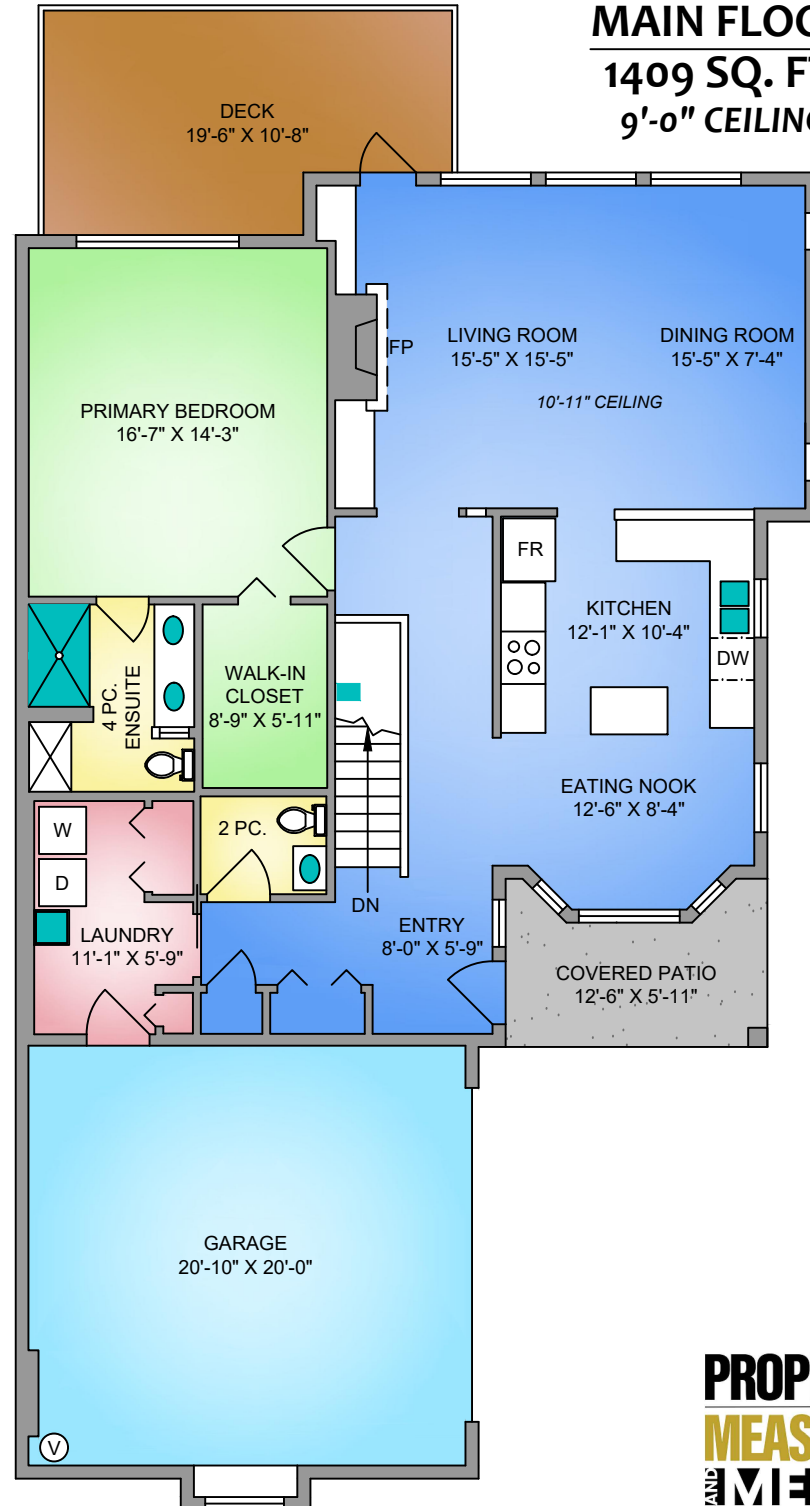 MAIN FLOO
1409 SQ. FT
9'-0" CEILING
DECK
19'-6" X 10'-8"
LIVING ROOM
15'-5" X 15'-5"
DINING ROOM
15'-5" X 7'-4"
10'-11" CEILING
FP
PRIMARY BEDROOM
16'-7" X 14'-3"
FR
KITCHEN
12'-1" X 10'-4"
DW
WALK-IN
CLOSET
8'-9" X 5'-11"
4 PC.
ENSUITE
EATING NOOK
12'-6" X 8'-4"
2 PC.
W
D
DN
LAUNDRY
11'-1" X 5'-9"
ENTRY
8'-0" X 5'-9"
COVERED PATIO
12'-6" X 5'-11"
GARAGE
20'-10" X 20'-0"
V
PROP
MEAS
AND ME